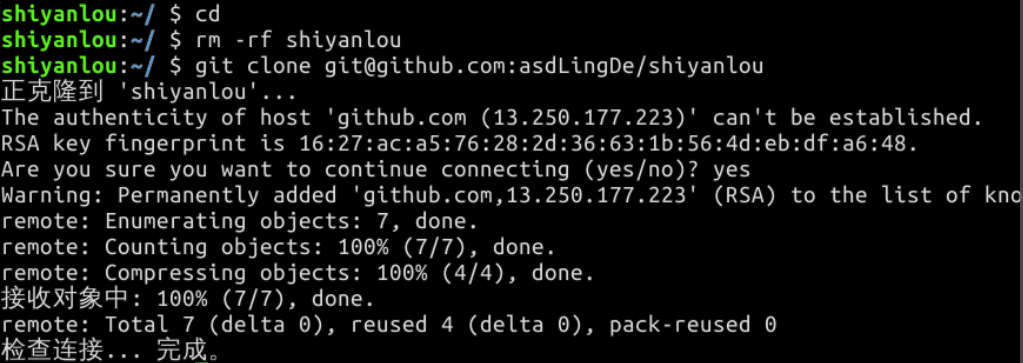 shiyanlou:~/ $ cd
shiyanlou:~/ $ rm -rf shiyanlou
shiyanlou:~/ $ git clone git@github.com:asdLingDe/shiyanlou
正克隆到 'shiyanlou'...
The authenticity of host 'github.com (13.250.177.223)' can't be established.
RSA key fingerprint is 16:27:ac:a5:76:28:2d:36:63:1b:56:4d:eb:df:a6:48.
Are you sure you want to continue connecting (yes/no)? yes
Warning: Permanently added 'github.com,13.250.177.223' (RSA) to the list of kno
remote: Enumerating objects: 7, done.
remote: Counting objects: 100% (7/7), done.
remote: Compressing objects: 100% (4/4), done.
接收对象中: 100% (7/7), done.
remote: Total 7 (delta 0), reused 4 (delta 0), pack-reused 0
检查连接... 完成。